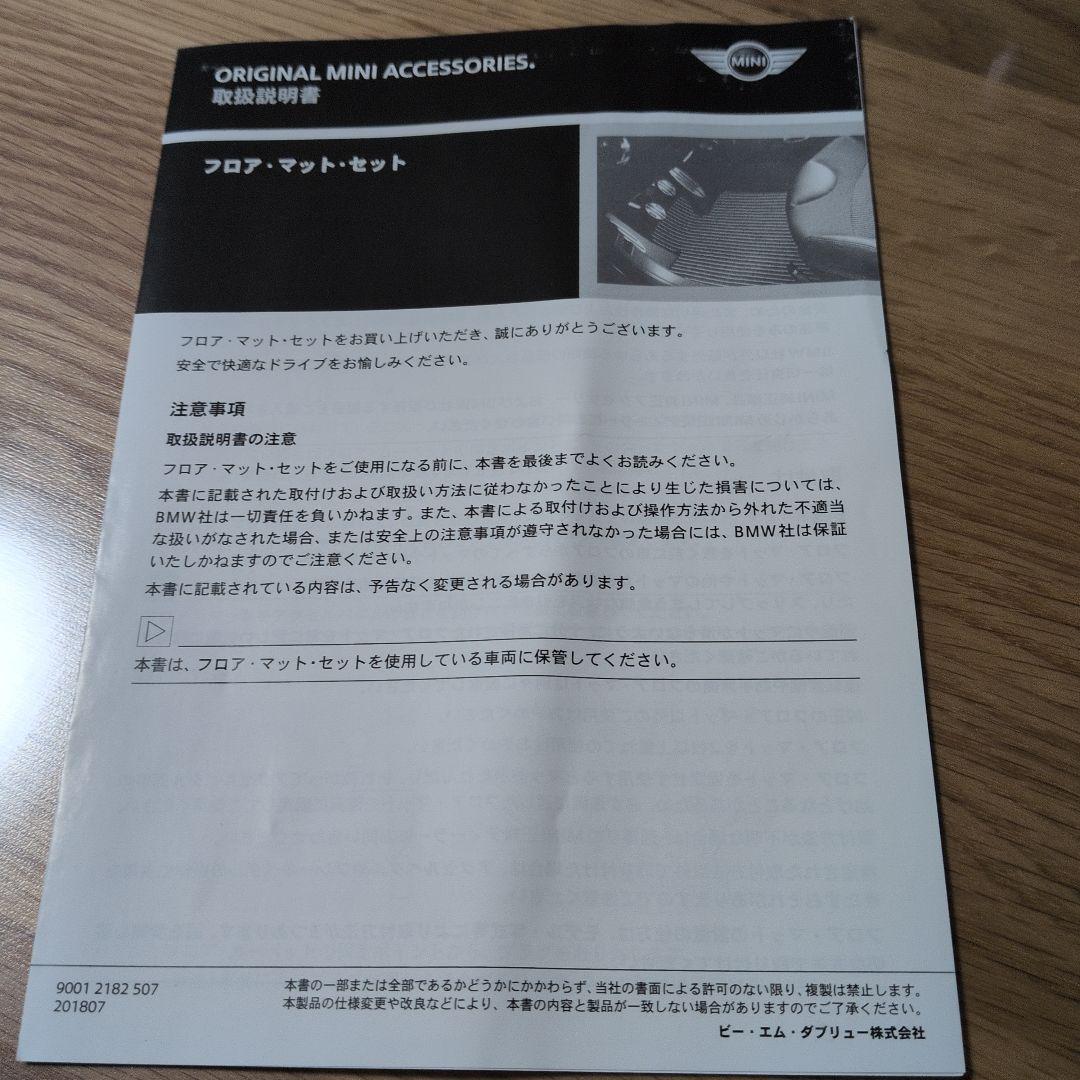 ORIGINAL MINI ACCESSORIES.
取扱説明書
MINI
フロア・マット・セット
フロア・マット・セットをお買い上げいただき、誠にありがとうございます。
安全で快適なドライブをお愉しみください。
注意事項
取扱説明書の注意
フロア・マット・セットをご使用になる前に、本書を最後までよくお読みください。
本書に記載された取付けおよび取扱い方法に従わなかったことにより生じた損害については、
BMW社は一切責任を負いかねます。また、本書による取付けおよび操作方法から外れた不適当
な扱いがなされた場合、または安全上の注意事項が遵守されなかった場合には、BMW社は保証
いたしかねますのでご注意ください。
本書に記載されている内容は、予告なく変更される場合があります。
本書は、フロア・マット・セットを使用している車両に保管してください。
9001 2182 507
201807
本書の一部または全部であるかどうかにかかわらず、当社の書面による許可のない限り、複製は禁止します。
本製品の仕様変更や改良などにより、本書の内容と製品が一致しない場合がありますのでご了承ください。
ビー・エム・ダブリュー株式会社